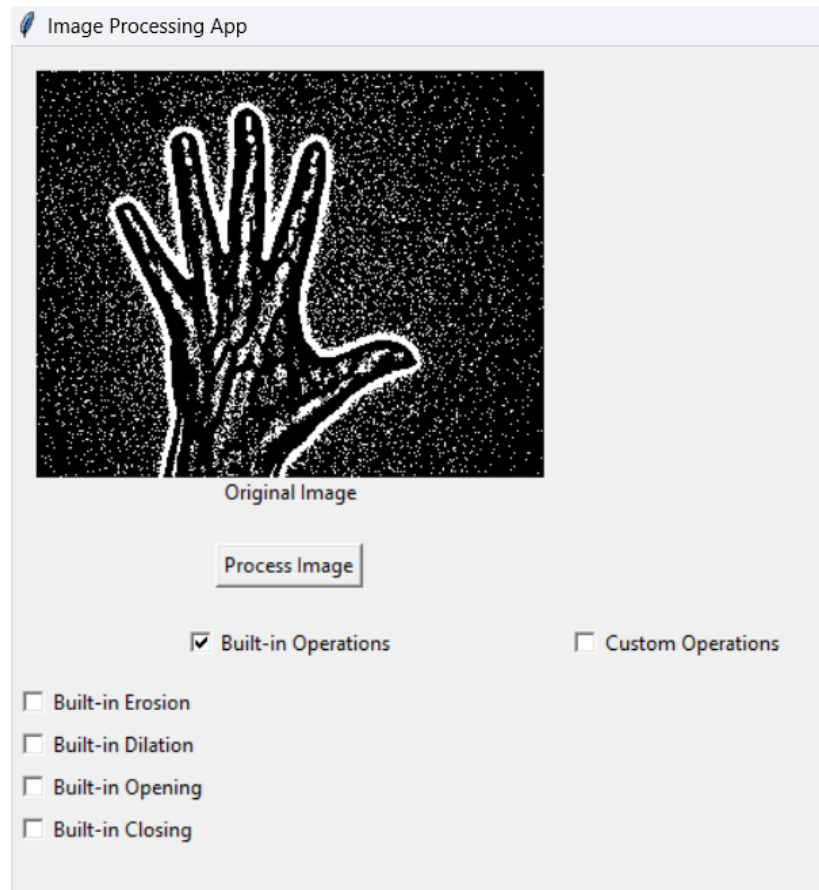 Image Processing App
Original Image
Process Image
Built-in Operations
Custom Operations
Built-in Erosion
Built-in Dilation
Built-in Opening
Built-in Closing